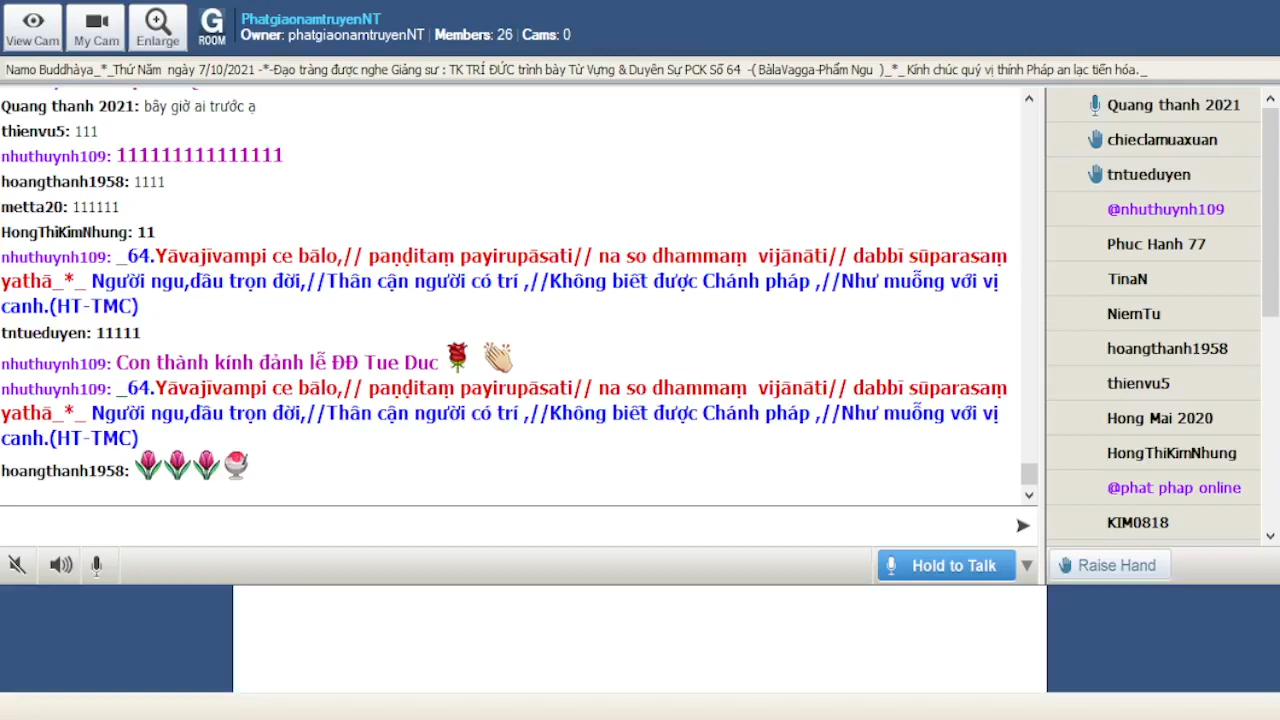 View Cam
My Cam
Enlarge
G
ROOM
PhatgiaonamtruyenNT
Owner: phatgiaonamtruyenNT | Members: 26 | Cams: 0
Namo Buddhàya_*_Thứ Năm ngày 7/10/2021 -*-Đạo tràng được nghe Giảng sư : TK TRÍ ĐỨC trình bày Từ Vựng & Duyên Sự PCK Số 64 -( BàlaVagga-Phẩm Ngu )_*_ Kính chúc quý vị thính Pháp an lạc tiến hóa._
Quang thanh 2021: bây giờ ai trước ạ
thienvu5: 111
nhuthuynh109: 111111111111111
hoangthanh1958: 1111
metta20: 111111
HongThiKimNhung: 11
nhuthuynh109: _64.Yāvajīvampi ce bālo,// paṇḍitaṃ payirupāsati// na so dhammaṃ vijānāti// dabbī sūparasaṃ
yathā_*_ Người ngu,dầu trọn đời,//Thân cận người có trí ,//Không biết được Chánh pháp ,//Như muỗng với vị
canh.(HT-TMC)
tntueduyen: 11111
nhuthuynh109: Con thành kính đảnh lễ ĐĐ Tue Duc
nhuthuynh109: _64.Yāvajīvampi ce bālo,// paṇḍitaṃ payirupāsati// na so dhammaṃ vijānāti// dabbī sūparasaṃ
yathā_*_ Người ngu,dầu trọn đời,//Thân cận người có trí ,//Không biết được Chánh pháp ,//Như muỗng với vị
canh.(HT-TMC)
hoangthanh1958:
Hold to Talk
Quang thanh 2021
chieclamuaxuan
tntueduyen
@nhuthuynh109
Phuc Hanh 77
TinaN
NiemTu
hoangthanh1958
thienvu5
Hong Mai 2020
HongThiKimNhung
@phat phap online
KIM0818
Raise Hand